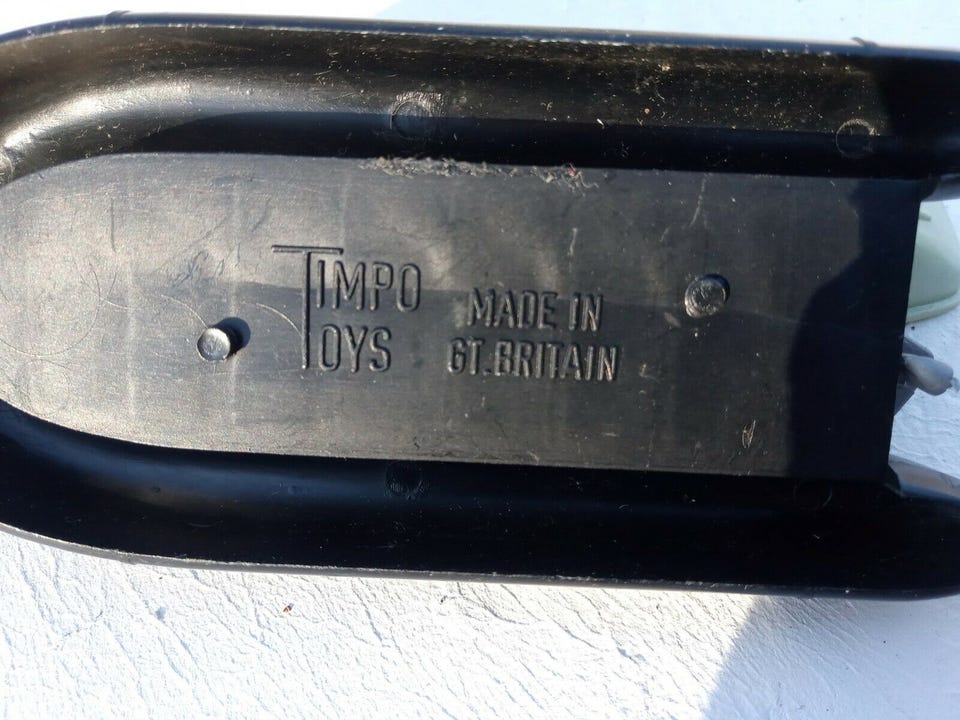 TIMPO
TOYS
MADE IN
GT. BRITAIN